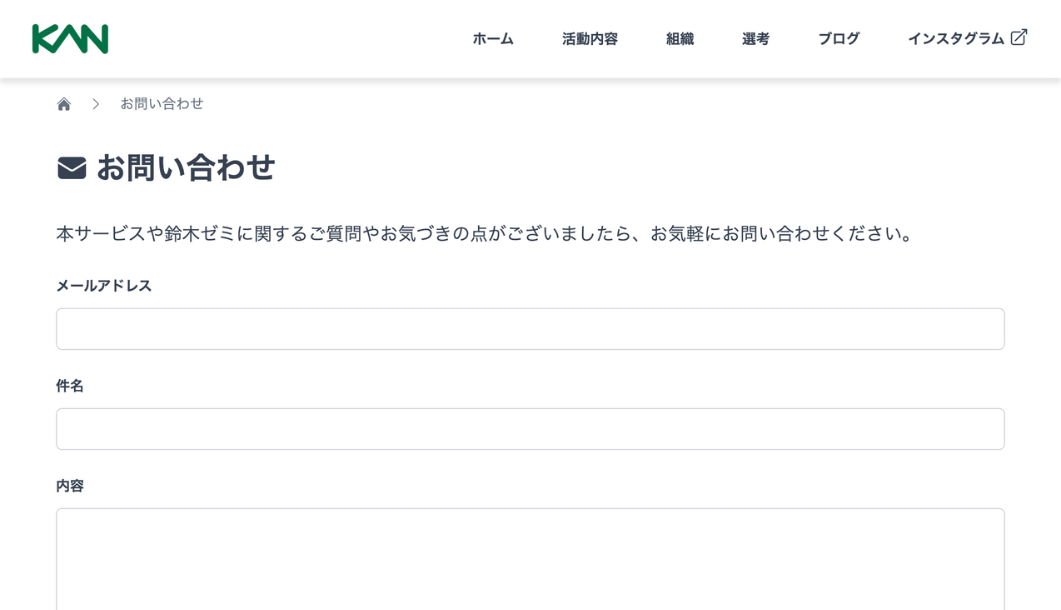 KAN
ホーム 活動内容 組織 選考 ブログ インスタグラム
お問い合わせ
お問い合わせ
本サービスや鈴木ゼミに関するご質問やお気づきの点がございましたら、お気軽にお問い合わせください。
メールアドレス
件名
内容